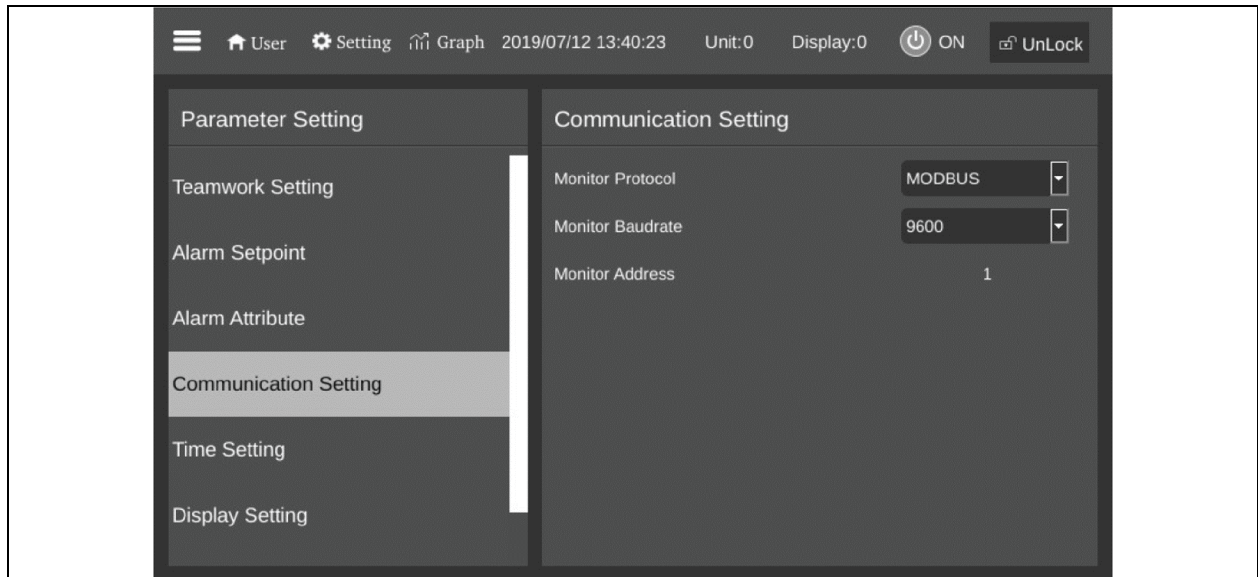 User Setting Graph 2019/07/12 13:40:23 Unit:0 Display:0 ON UnLock
Parameter Setting
Teamwork Setting
Alarm Setpoint
Alarm Attribute
Communication Setting
Time Setting
Display Setting
Communication Setting
Monitor Protocol MODBUS
Monitor Baudrate 9600
Monitor Address 1